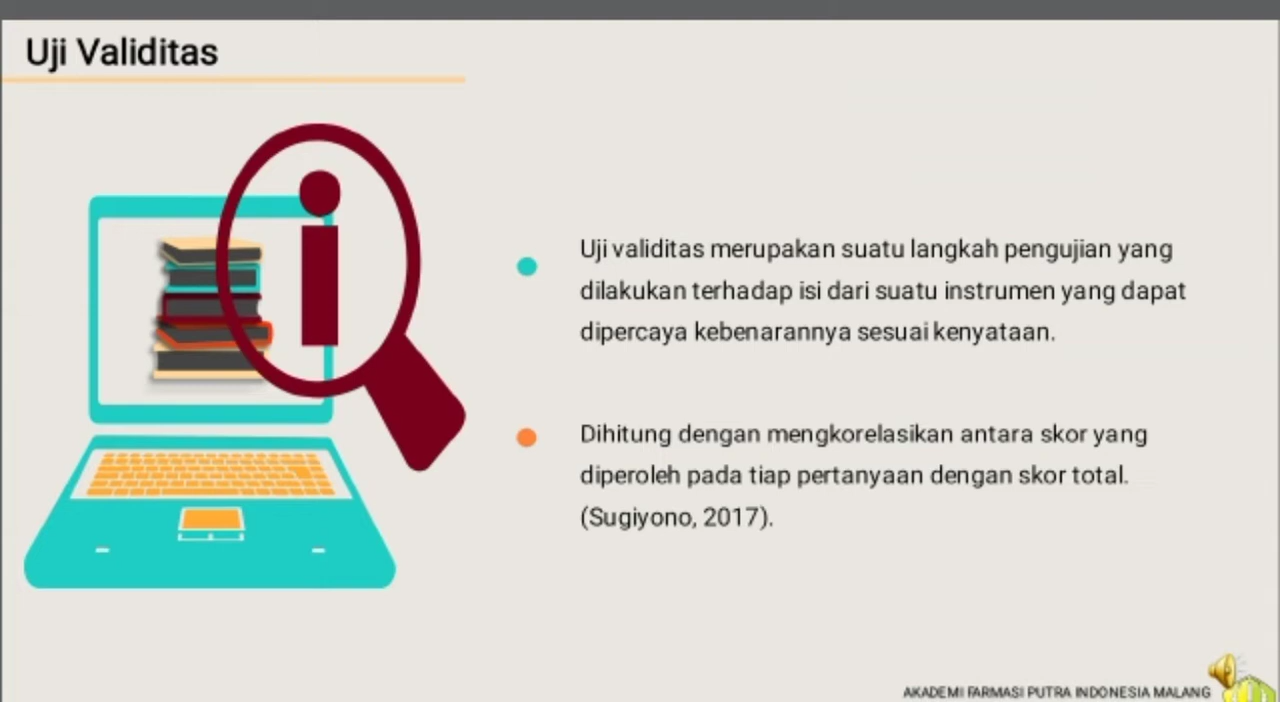 Uji Validitas
Uji validitas merupakan suatu langkah pengujian yang
dilakukan terhadap isi dari suatu instrumen yang dapat
dipercaya kebenarannya sesuai kenyataan.
Dihitung dengan mengkorelasikan antara skor yang
diperoleh pada tiap pertanyaan dengan skor total.
(Sugiyono, 2017).
AKADEMI FARMASI PUTRA INDONESIA MALANG